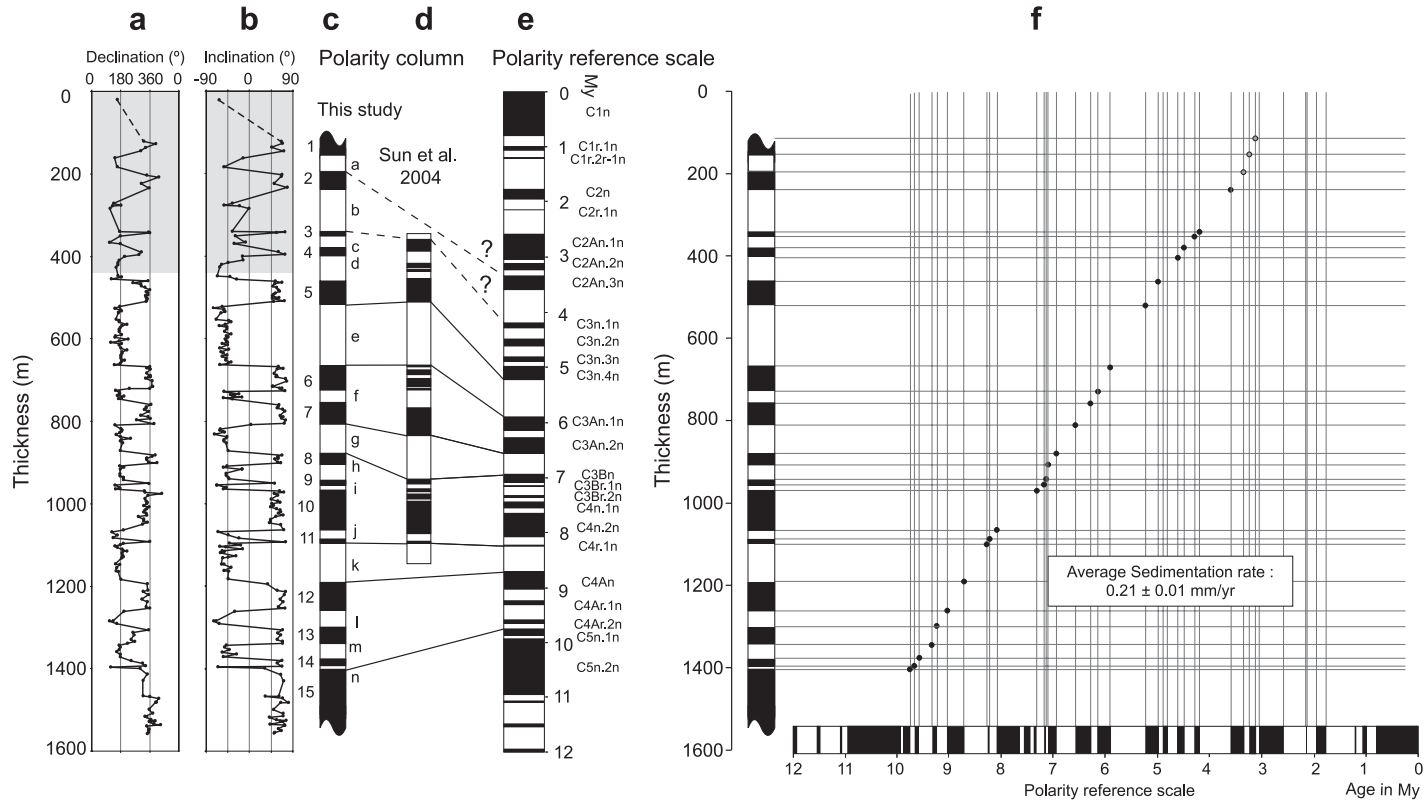 a b c d e f
Declination (º) Inclination (º) Polarity column Polarity reference scale
0 180 360 0 -90 0 90
This study
Sun et al.
2004
My
Thickness (m)
0
200
400
600
800
1000
1200
1400
1600
1
2
3
4
5
6
7
8
9
10
11
12
13
14
15
a
b
c
d
e
f
g
h
i
j
k
l
m
n
?
?
0
1
2
3
4
5
6
7
8
9
10
11
12
C1n
C1r.1n
C1r.2r-1n
C2n
C2r.1n
C2An.1n
C2An.2n
C2An.3n
C3n.1n
C3n.2n
C3n.3n
C3n.4n
C3An.1n
C3An.2n
C3Bn
C3Br.1n
C3Br.2n
C4n.1n
C4n.2n
C4r.1n
C4An
C4Ar.1n
C4Ar.2n
C5n.1n
C5n.2n
Thickness (m)
0
200
400
600
800
1000
1200
1400
1600
Average Sedimentation rate :
0.21 ± 0.01 mm/yr
12 11 10 9 8 7 6 5 4 3 2 1 0
Polarity reference scale Age in My